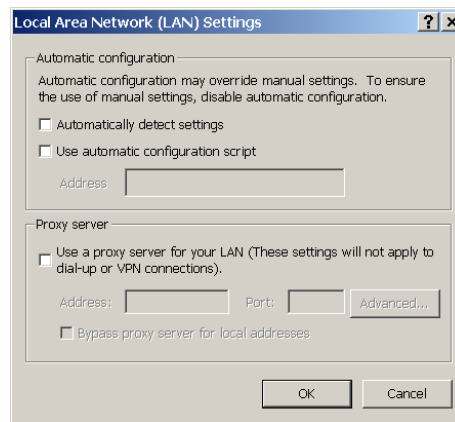 Local Area Network (LAN) Settings
Automatic configuration
Automatic configuration may override manual settings. To ensure
the use of manual settings, disable automatic configuration.
Automatically detect settings
Use automatic configuration script
Address
Proxy server
Use a proxy server for your LAN (These settings will not apply to
dial-up or VPN connections).
Address: Port: Advanced...
Bypass proxy server for local addresses
OK Cancel